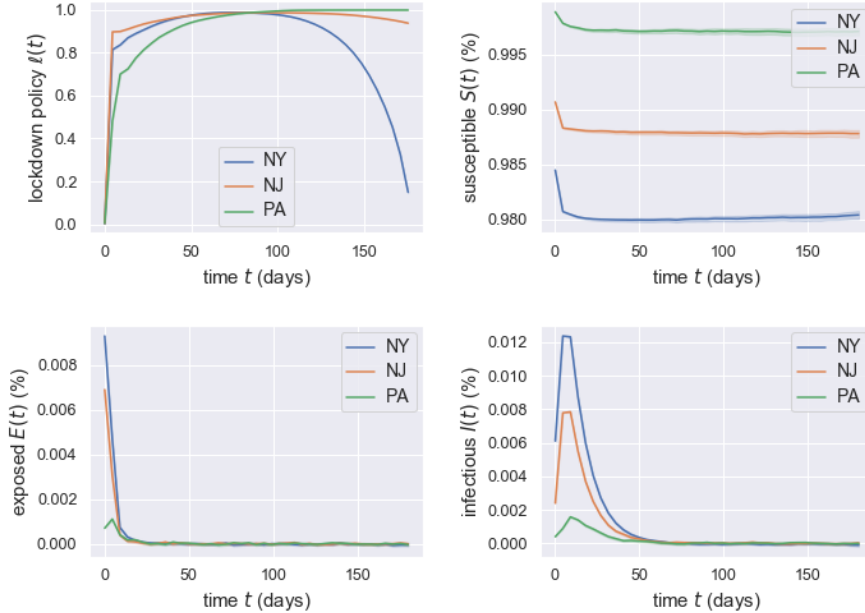 lockdown policy ℓ(t)
1.0
0.8
0.6
0.4
0.2
0.0
NY
NJ
PA
0
50
100
150
time t (days)
susceptible S(t) (%)
0.995
0.990
0.985
0.980
NY
NJ
PA
0
50
100
150
time t (days)
exposed E(t) (%)
0.008
0.006
0.004
0.002
0.000
NY
NJ
PA
0
50
100
150
time t (days)
infectious I(t) (%)
0.012
0.010
0.008
0.006
0.004
0.002
0.000
NY
NJ
PA
0
50
100
150
time t (days)